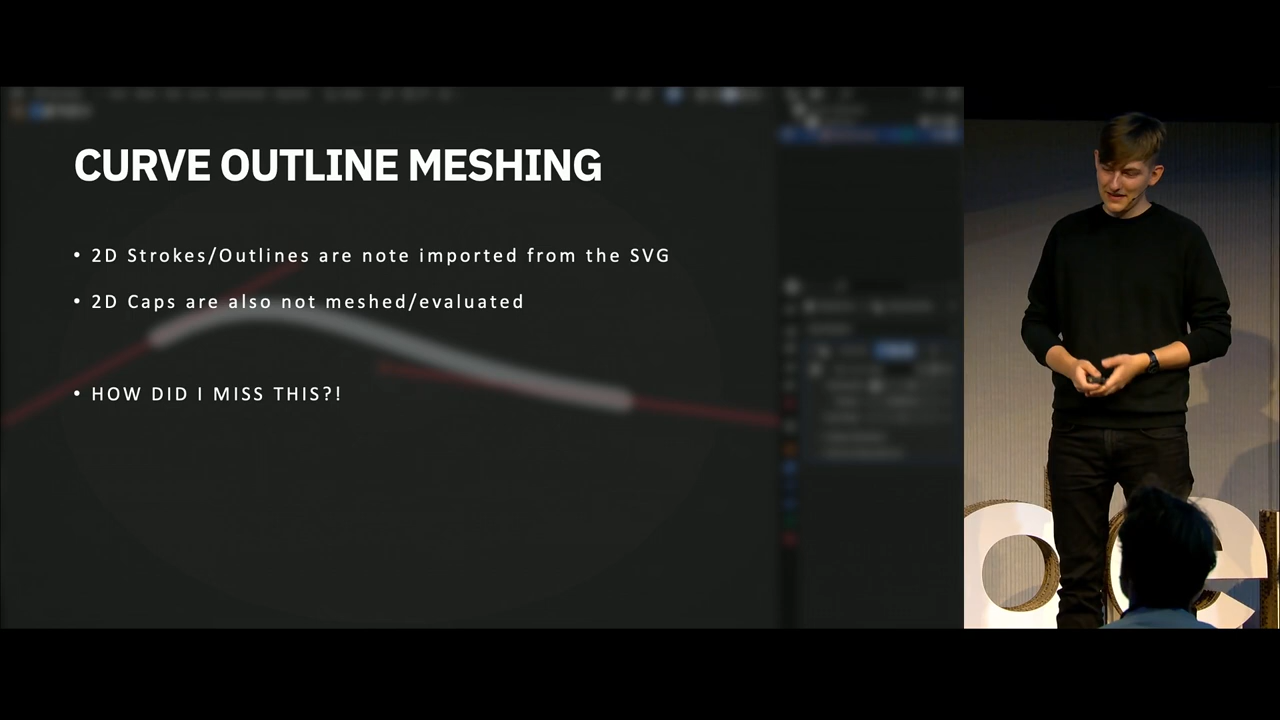 CURVE OUTLINE MESHING
• 2D Strokes/Outlines are note imported from the SVG
• 2D Caps are also not meshed/evaluated
• HOW DID I MISS THIS?!
de